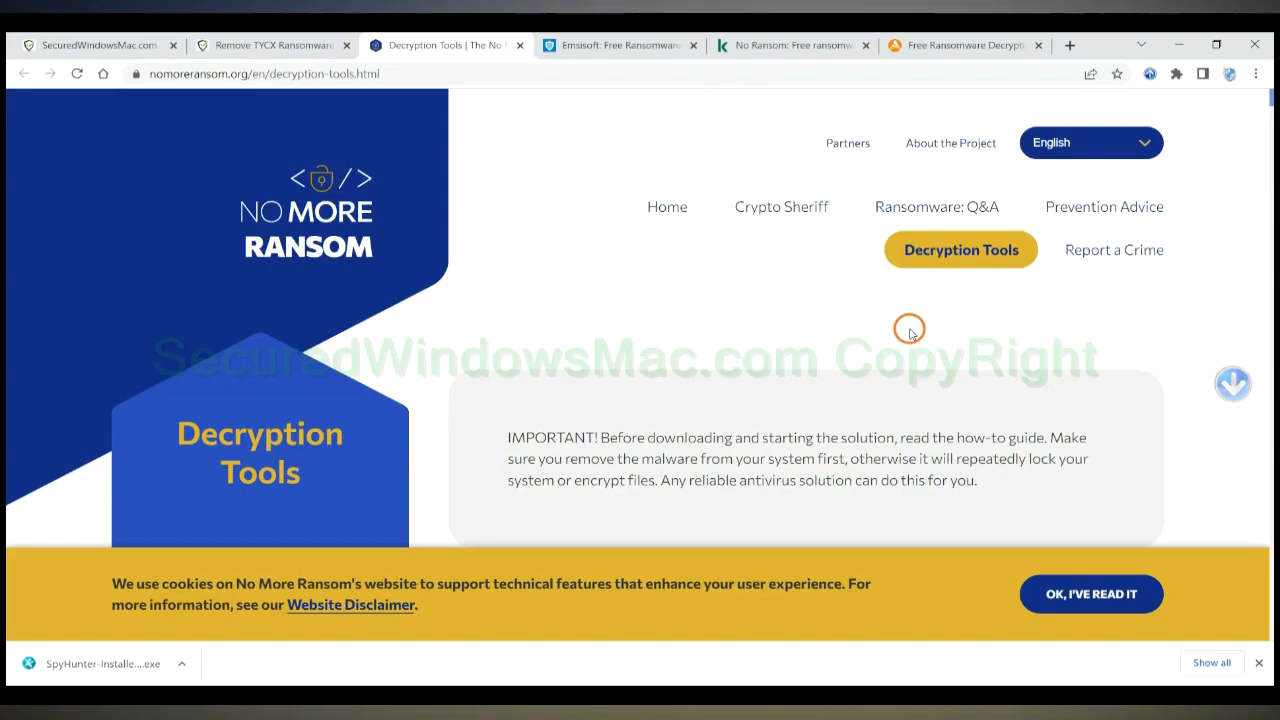 SecuredWindowsMac.com
Remove TYCX Ransomware
Decryption Tools | The No M
Emsisoft: Free Ransomware
No Ransom: Free ransomw
Free Ransomware Decrypti
nomoreransom.org/en/decryption-tools.html
Partners
About the Project
English
< /> 
NO MORE
RANSOM
Home
Crypto Sheriff
Ransomware: Q&A
Prevention Advice
Decryption Tools
Report a Crime
SecuredWindowsMac.com CopyRight
Decryption
Tools
IMPORTANT! Before downloading and starting the solution, read the how-to guide. Make
sure you remove the malware from your system first, otherwise it will repeatedly lock your
system or encrypt files. Any reliable antivirus solution can do this for you.
We use cookies on No More Ransom's website to support technical features that enhance your user experience. For
more information, see our Website Disclaimer.
OK, I'VE READ IT
SpyHunter-Installe....exe
Show all